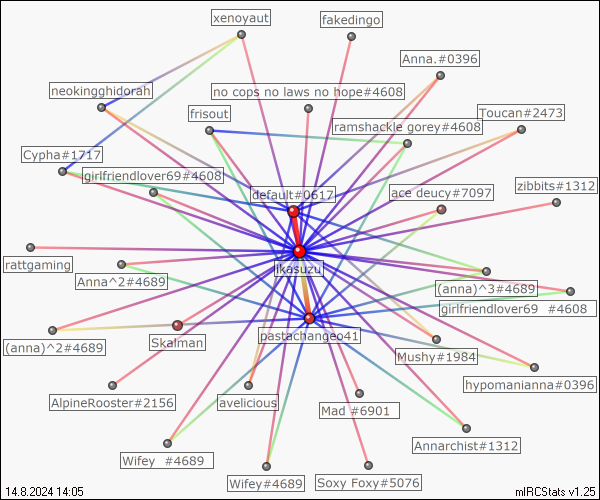 xenoyaut
fakedingo
Anna.#0396
neokingghidorah
no cops no laws no hope#4608
frisout
Toucan#2473
ramshackle gorey#4608
Cypha#1717
girlfriendlover69#4608
default#0617
ace deucy#7097
zibbits#1312
rattgaming
likasuzu
Anna^2#4689
(anna)^3#4689
girlfriendlover69 #4608
pastachangeo41
(anna)^2#4689
Skalman
Mushy#1984
hypomanianna#0396
AlpineRooster#2156
avelicious
Mad #6901
Annarchist#1312
Wifey #4689
Wifey#4689
Soxy Foxy#5076
14.8.2024 14:05
mIRCStats v1.25